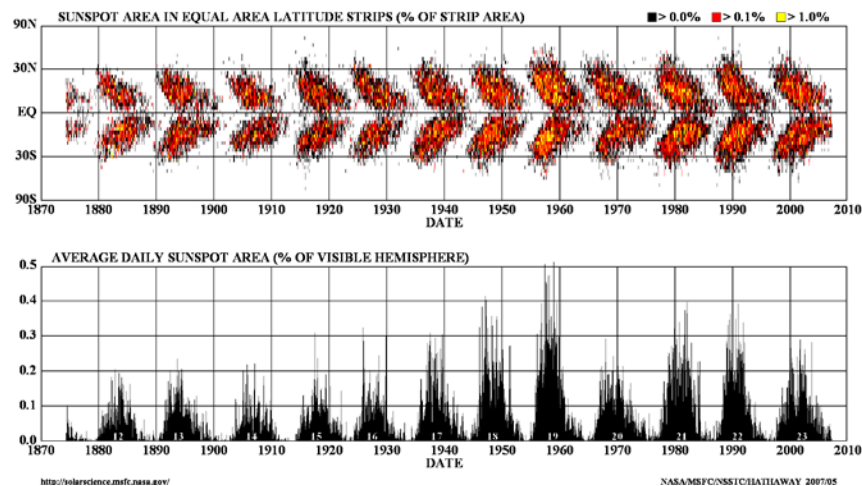 SUNSPOT AREA IN EQUAL AREA LATITUDE STRIPS (% OF STRIP AREA) > 0.0% > 0.1% > 1.0%
90N
30N
EQ
30S
90S
1870 1880 1890 1900 1910 1920 1930 1940 1950 1960 1970 1980 1990 2000 2010
DATE
AVERAGE DAILY SUNSPOT AREA (% OF VISIBLE HEMISPHERE)
0.5
0.4
0.3
0.2
0.1
0.0
12 13 14 15 16 17 18 19 20 21 22 23
1870 1880 1890 1900 1910 1920 1930 1940 1950 1960 1970 1980 1990 2000 2010
DATE
http://solarscience.msfc.nasa.gov/ NASA/MSFC/NSSTC/HATHAWAY 2007/05